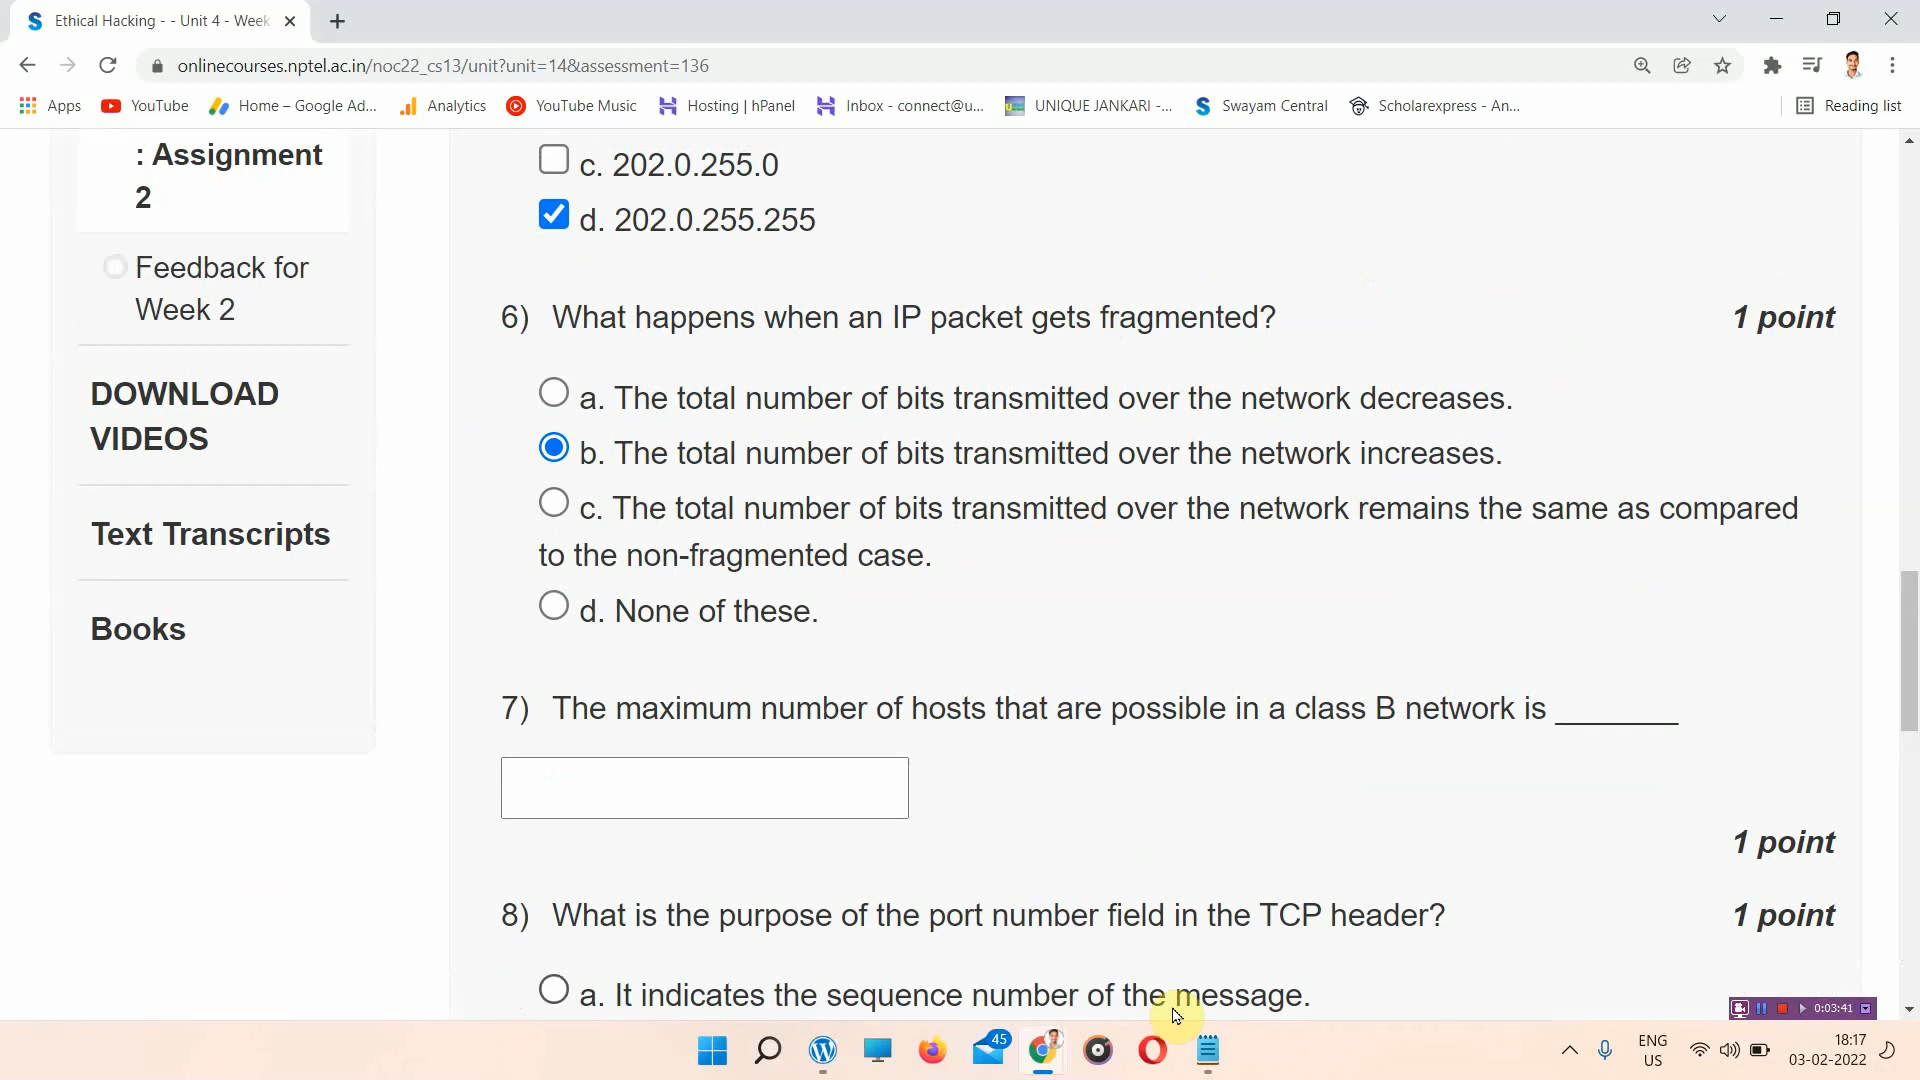 Ethical Hacking - - Unit 4 - Week
onlinecourses.nptel.ac.in/noc22_cs13/unit?unit=14&assessment=136
Apps YouTube Home – Google Ad... Analytics YouTube Music Hosting | hPanel Inbox - connect@u... UNIQUE JANKARI -... Swayam Central Scholarexpress - An... Reading list
: Assignment
2
Feedback for
Week 2
DOWNLOAD
VIDEOS
Text Transcripts
Books
c. 202.0.255.0
d. 202.0.255.255
6) What happens when an IP packet gets fragmented? 1 point
a. The total number of bits transmitted over the network decreases.
b. The total number of bits transmitted over the network increases.
c. The total number of bits transmitted over the network remains the same as compared
to the non-fragmented case.
d. None of these.
7) The maximum number of hosts that are possible in a class B network is _______
1 point
8) What is the purpose of the port number field in the TCP header? 1 point
a. It indicates the sequence number of the message.
0:03:41
45
ENG
US
18:17
03-02-2022